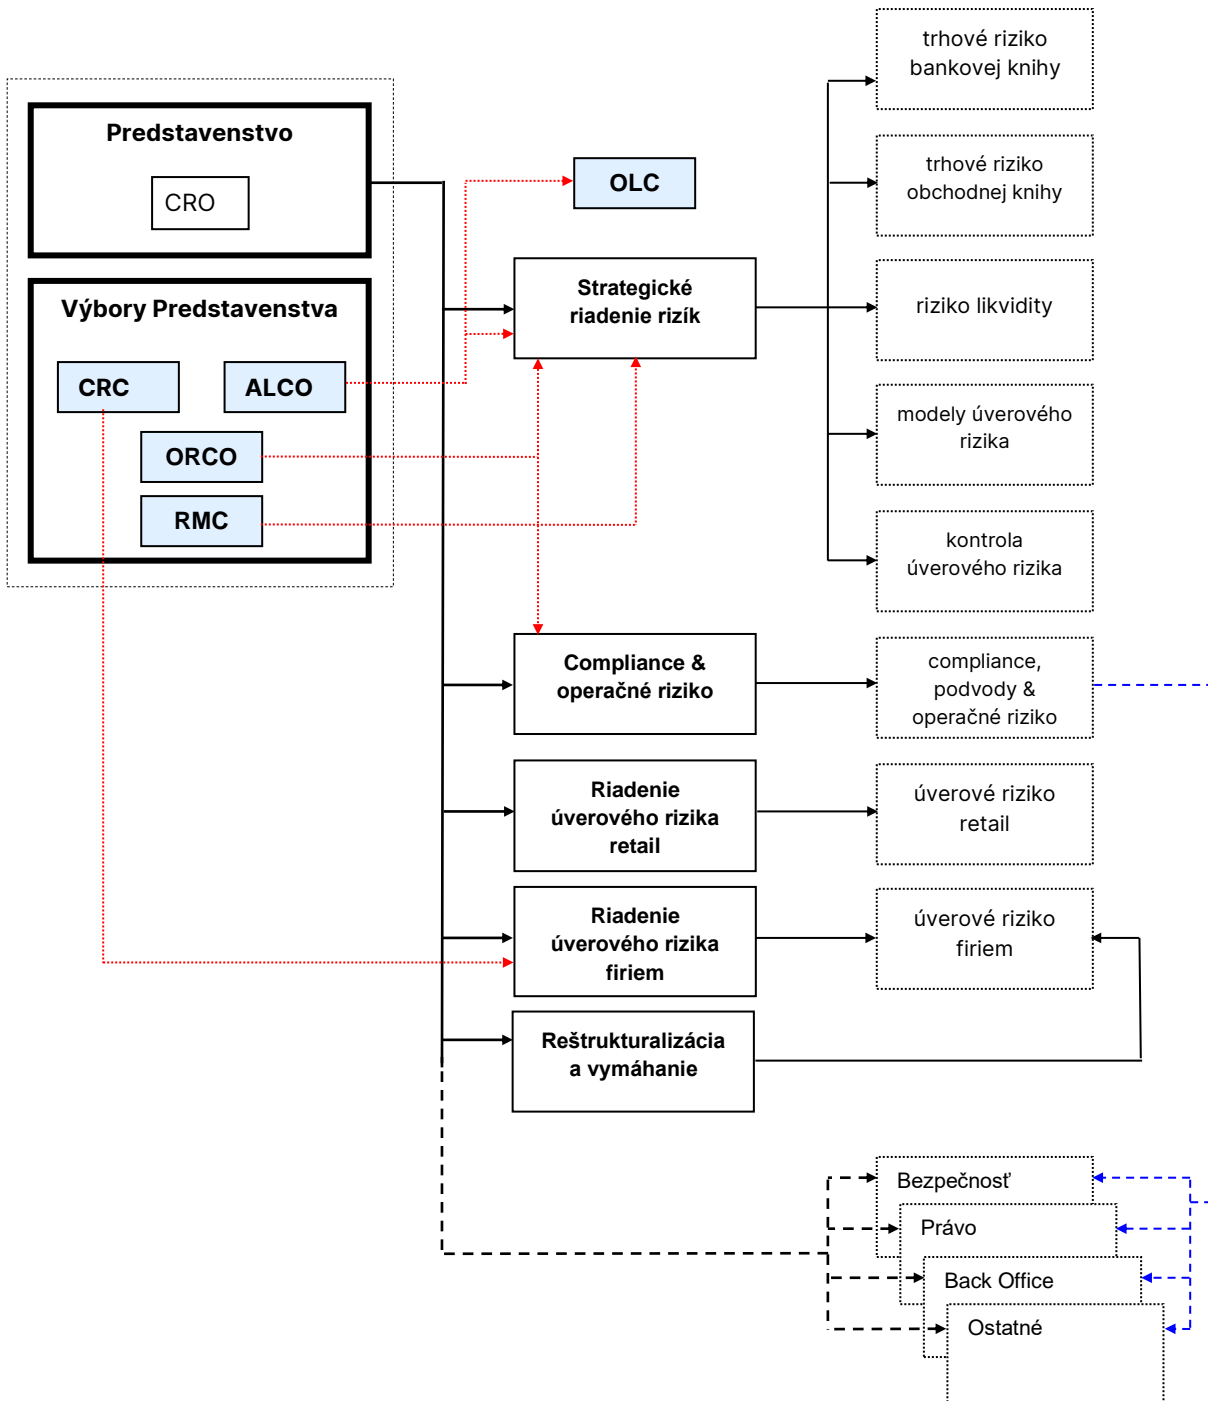 Predstavenstvo
CRO
Výbory Predstavenstva
CRC
ALCO
ORCO
RMC
OLC
Strategické
riadenie rizík
Compliance &
operačné riziko
Riadenie
úverového rizika
retail
Riadenie
úverového rizika
firiem
Reštrukturalizácia
a vymáhanie
trhové riziko
bankovej knihy
trhové riziko
obchodnej knihy
riziko likvidity
modely úverového
rizika
kontrola
úverového rizika
compliance,
podvody &
operačné riziko
úverové riziko
retail
úverové riziko
firiem
Bezpečnosť
Právo
Back Office
Ostatné